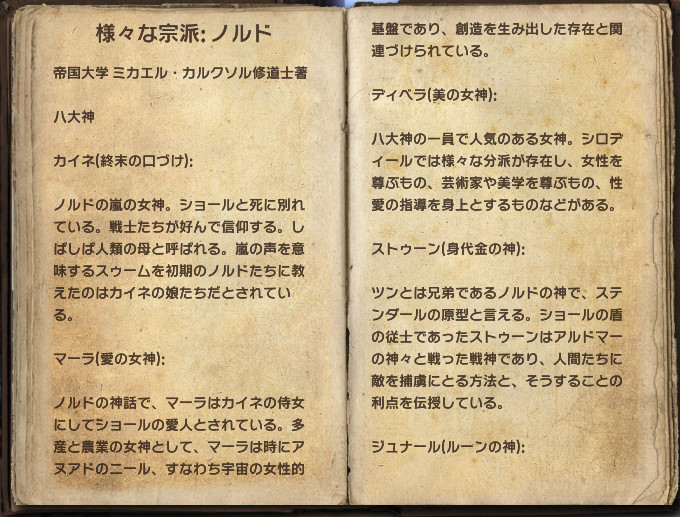 様々な宗派: ノルド
帝国大学 ミカエル・カルクソル修道士著
八大神
カイネ(終末の口づけ):
ノルドの嵐の女神。ショールと死に別れ
ている。戦士たちが好んで信仰する。し
ばしば人類の母と呼ばれる。嵐の声を意
味するスゥームを初期のノルドたちに教
えたのはカイネの娘たちだとされてい
る。
マーラ(愛の女神):
ノルドの神話で、マーラはカイネの侍女
にしてショールの愛人とされている。多
産と農業の女神として、マーラは時にア
ヌアドのニール、すなわち宇宙の女性的
基盤であり、創造を生み出した存在と関
連づけられている。
ディベラ(美の女神):
八大神の一員で人気のある女神。シロデ
ィールでは様々な分派が存在し、女性を
尊ぶもの、芸術家や美学を尊ぶもの、性
愛の指導を身上とするものなどがある。
ストゥーン(身代金の神):
ツンとは兄弟であるノルドの神で、ステ
ンダールの原型と言える。ショールの盾
の従士であったストゥーンはアルドマー
の神々と戦った戦神であり、人間たちに
敵を捕虜にとる方法と、そうすることの
利点を伝授している。
ジュナール(ルーンの神):